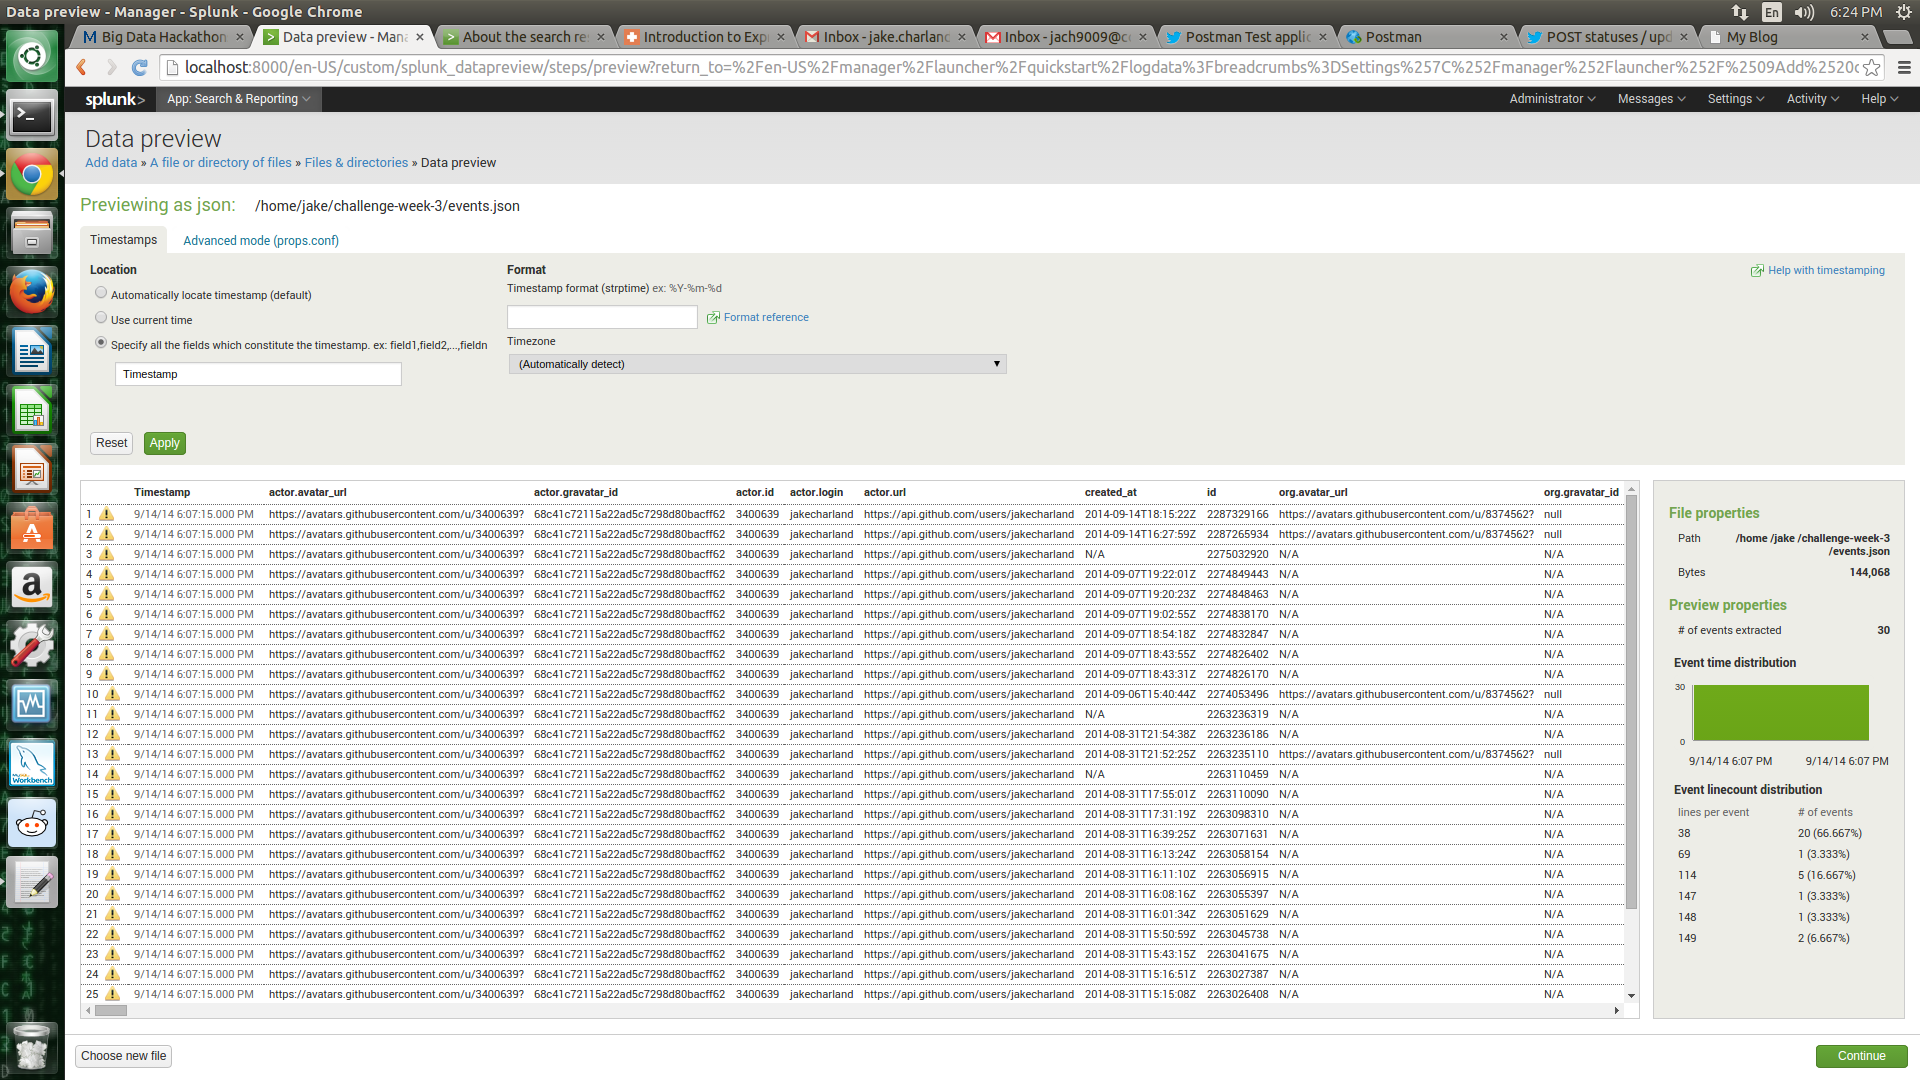 Data preview - Manager - Splunk - Google Chrome
En
6:24 PM
Big Data Hackathon
Data preview - Mana
About the search re
Introduction to Exp
Inbox - jake.charlan
Inbox - jach9009@c
Postman Test applic
Postman
POST statuses / upd
My Blog
localhost:8000/en-US/custom/splunk_datapreview/steps/preview?return_to=%2Fen-US%2Fmanager%2Flauncher%2Fquickstart%2Flogdata%3Fbreadcrumbs%3DSettings%257C%252Fmanager%252Flauncher%252F%2509Add%2520c
splunk> App: Search & Reporting
Administrator Messages Settings Activity Help
Data preview
Add data » A file or directory of files » Files & directories » Data preview
Previewing as json: /home/jake/challenge-week-3/events.json
Timestamps Advanced mode (props.conf)
Location
Automatically locate timestamp (default)
Use current time
Specify all the fields which constitute the timestamp. ex: field1,field2,...,fieldn
Timestamp
Format
Timestamp format (strptime) ex: %Y-%m-%d
Format reference
Timezone
(Automatically detect)
Help with timestamping
Reset Apply
Timestamp actor.avatar_url actor.gravatar_id actor.id actor.login actor.url created_at id org.avatar_url org.gravatar_id
1 9/14/14 6:07:15.000 PM https://avatars.githubusercontent.com/u/3400639? 68c41c72115a22ad5c7298d80bacff62 3400639 jakecharland https://api.github.com/users/jakecharland 2014-09-14T18:15:22Z 2287329166 https://avatars.githubusercontent.com/u/8374562? null
2 9/14/14 6:07:15.000 PM https://avatars.githubusercontent.com/u/3400639? 68c41c72115a22ad5c7298d80bacff62 3400639 jakecharland https://api.github.com/users/jakecharland 2014-09-14T16:27:59Z 2287265934 https://avatars.githubusercontent.com/u/8374562? null
3 9/14/14 6:07:15.000 PM https://avatars.githubusercontent.com/u/3400639? 68c41c72115a22ad5c7298d80bacff62 3400639 jakecharland https://api.github.com/users/jakecharland N/A 2275032920 N/A N/A
4 9/14/14 6:07:15.000 PM https://avatars.githubusercontent.com/u/3400639? 68c41c72115a22ad5c7298d80bacff62 3400639 jakecharland https://api.github.com/users/jakecharland 2014-09-07T19:22:01Z 2274849443 N/A N/A
5 9/14/14 6:07:15.000 PM https://avatars.githubusercontent.com/u/3400639? 68c41c72115a22ad5c7298d80bacff62 3400639 jakecharland https://api.github.com/users/jakecharland 2014-09-07T19:20:23Z 2274848463 N/A N/A
6 9/14/14 6:07:15.000 PM https://avatars.githubusercontent.com/u/3400639? 68c41c72115a22ad5c7298d80bacff62 3400639 jakecharland https://api.github.com/users/jakecharland 2014-09-07T19:02:55Z 2274838170 N/A N/A
7 9/14/14 6:07:15.000 PM https://avatars.githubusercontent.com/u/3400639? 68c41c72115a22ad5c7298d80bacff62 3400639 jakecharland https://api.github.com/users/jakecharland 2014-09-07T18:54:18Z 2274832847 N/A N/A
8 9/14/14 6:07:15.000 PM https://avatars.githubusercontent.com/u/3400639? 68c41c72115a22ad5c7298d80bacff62 3400639 jakecharland https://api.github.com/users/jakecharland 2014-09-07T18:43:55Z 2274826402 N/A N/A
9 9/14/14 6:07:15.000 PM https://avatars.githubusercontent.com/u/3400639? 68c41c72115a22ad5c7298d80bacff62 3400639 jakecharland https://api.github.com/users/jakecharland 2014-09-07T18:43:31Z 2274826170 N/A N/A
10 9/14/14 6:07:15.000 PM https://avatars.githubusercontent.com/u/3400639? 68c41c72115a22ad5c7298d80bacff62 3400639 jakecharland https://api.github.com/users/jakecharland 2014-09-06T15:40:44Z 2274053496 https://avatars.githubusercontent.com/u/8374562? null
11 9/14/14 6:07:15.000 PM https://avatars.githubusercontent.com/u/3400639? 68c41c72115a22ad5c7298d80bacff62 3400639 jakecharland https://api.github.com/users/jakecharland N/A 2263236319 N/A N/A
12 9/14/14 6:07:15.000 PM https://avatars.githubusercontent.com/u/3400639? 68c41c72115a22ad5c7298d80bacff62 3400639 jakecharland https://api.github.com/users/jakecharland 2014-08-31T21:54:38Z 2263236186 N/A N/A
13 9/14/14 6:07:15.000 PM https://avatars.githubusercontent.com/u/3400639? 68c41c72115a22ad5c7298d80bacff62 3400639 jakecharland https://api.github.com/users/jakecharland 2014-08-31T21:52:25Z 2263235110 https://avatars.githubusercontent.com/u/8374562? null
14 9/14/14 6:07:15.000 PM https://avatars.githubusercontent.com/u/3400639? 68c41c72115a22ad5c7298d80bacff62 3400639 jakecharland https://api.github.com/users/jakecharland N/A 2263110459 N/A N/A
15 9/14/14 6:07:15.000 PM https://avatars.githubusercontent.com/u/3400639? 68c41c72115a22ad5c7298d80bacff62 3400639 jakecharland https://api.github.com/users/jakecharland 2014-08-31T17:55:01Z 2263110090 N/A N/A
16 9/14/14 6:07:15.000 PM https://avatars.githubusercontent.com/u/3400639? 68c41c72115a22ad5c7298d80bacff62 3400639 jakecharland https://api.github.com/users/jakecharland 2014-08-31T17:31:19Z 2263098310 N/A N/A
17 9/14/14 6:07:15.000 PM https://avatars.githubusercontent.com/u/3400639? 68c41c72115a22ad5c7298d80bacff62 3400639 jakecharland https://api.github.com/users/jakecharland 2014-08-31T16:39:25Z 2263071631 N/A N/A
18 9/14/14 6:07:15.000 PM https://avatars.githubusercontent.com/u/3400639? 68c41c72115a22ad5c7298d80bacff62 3400639 jakecharland https://api.github.com/users/jakecharland 2014-08-31T16:13:24Z 2263058154 N/A N/A
19 9/14/14 6:07:15.000 PM https://avatars.githubusercontent.com/u/3400639? 68c41c72115a22ad5c7298d80bacff62 3400639 jakecharland https://api.github.com/users/jakecharland 2014-08-31T16:11:10Z 2263056915 N/A N/A
20 9/14/14 6:07:15.000 PM https://avatars.githubusercontent.com/u/3400639? 68c41c72115a22ad5c7298d80bacff62 3400639 jakecharland https://api.github.com/users/jakecharland 2014-08-31T16:08:16Z 2263055397 N/A N/A
21 9/14/14 6:07:15.000 PM https://avatars.githubusercontent.com/u/3400639? 68c41c72115a22ad5c7298d80bacff62 3400639 jakecharland https://api.github.com/users/jakecharland 2014-08-31T16:01:34Z 2263051629 N/A N/A
22 9/14/14 6:07:15.000 PM https://avatars.githubusercontent.com/u/3400639? 68c41c72115a22ad5c7298d80bacff62 3400639 jakecharland https://api.github.com/users/jakecharland 2014-08-31T15:50:59Z 2263045738 N/A N/A
23 9/14/14 6:07:15.000 PM https://avatars.githubusercontent.com/u/3400639? 68c41c72115a22ad5c7298d80bacff62 3400639 jakecharland https://api.github.com/users/jakecharland 2014-08-31T15:43:15Z 2263041675 N/A N/A
24 9/14/14 6:07:15.000 PM https://avatars.githubusercontent.com/u/3400639? 68c41c72115a22ad5c7298d80bacff62 3400639 jakecharland https://api.github.com/users/jakecharland 2014-08-31T15:16:51Z 2263027387 N/A N/A
25 9/14/14 6:07:15.000 PM https://avatars.githubusercontent.com/u/3400639? 68c41c72115a22ad5c7298d80bacff62 3400639 jakecharland https://api.github.com/users/jakecharland 2014-08-31T15:15:08Z 2263026408 N/A N/A
File properties
Path /home /jake /challenge-week-3
/events.json
Bytes 144,068
Preview properties
# of events extracted 30
Event time distribution
30
0
9/14/14 6:07 PM 9/14/14 6:07 PM
Event linecount distribution
lines per event # of events
38 20 (66.667%)
69 1 (3.333%)
114 5 (16.667%)
147 1 (3.333%)
148 1 (3.333%)
149 2 (6.667%)
Choose new file
Continue
Workbench